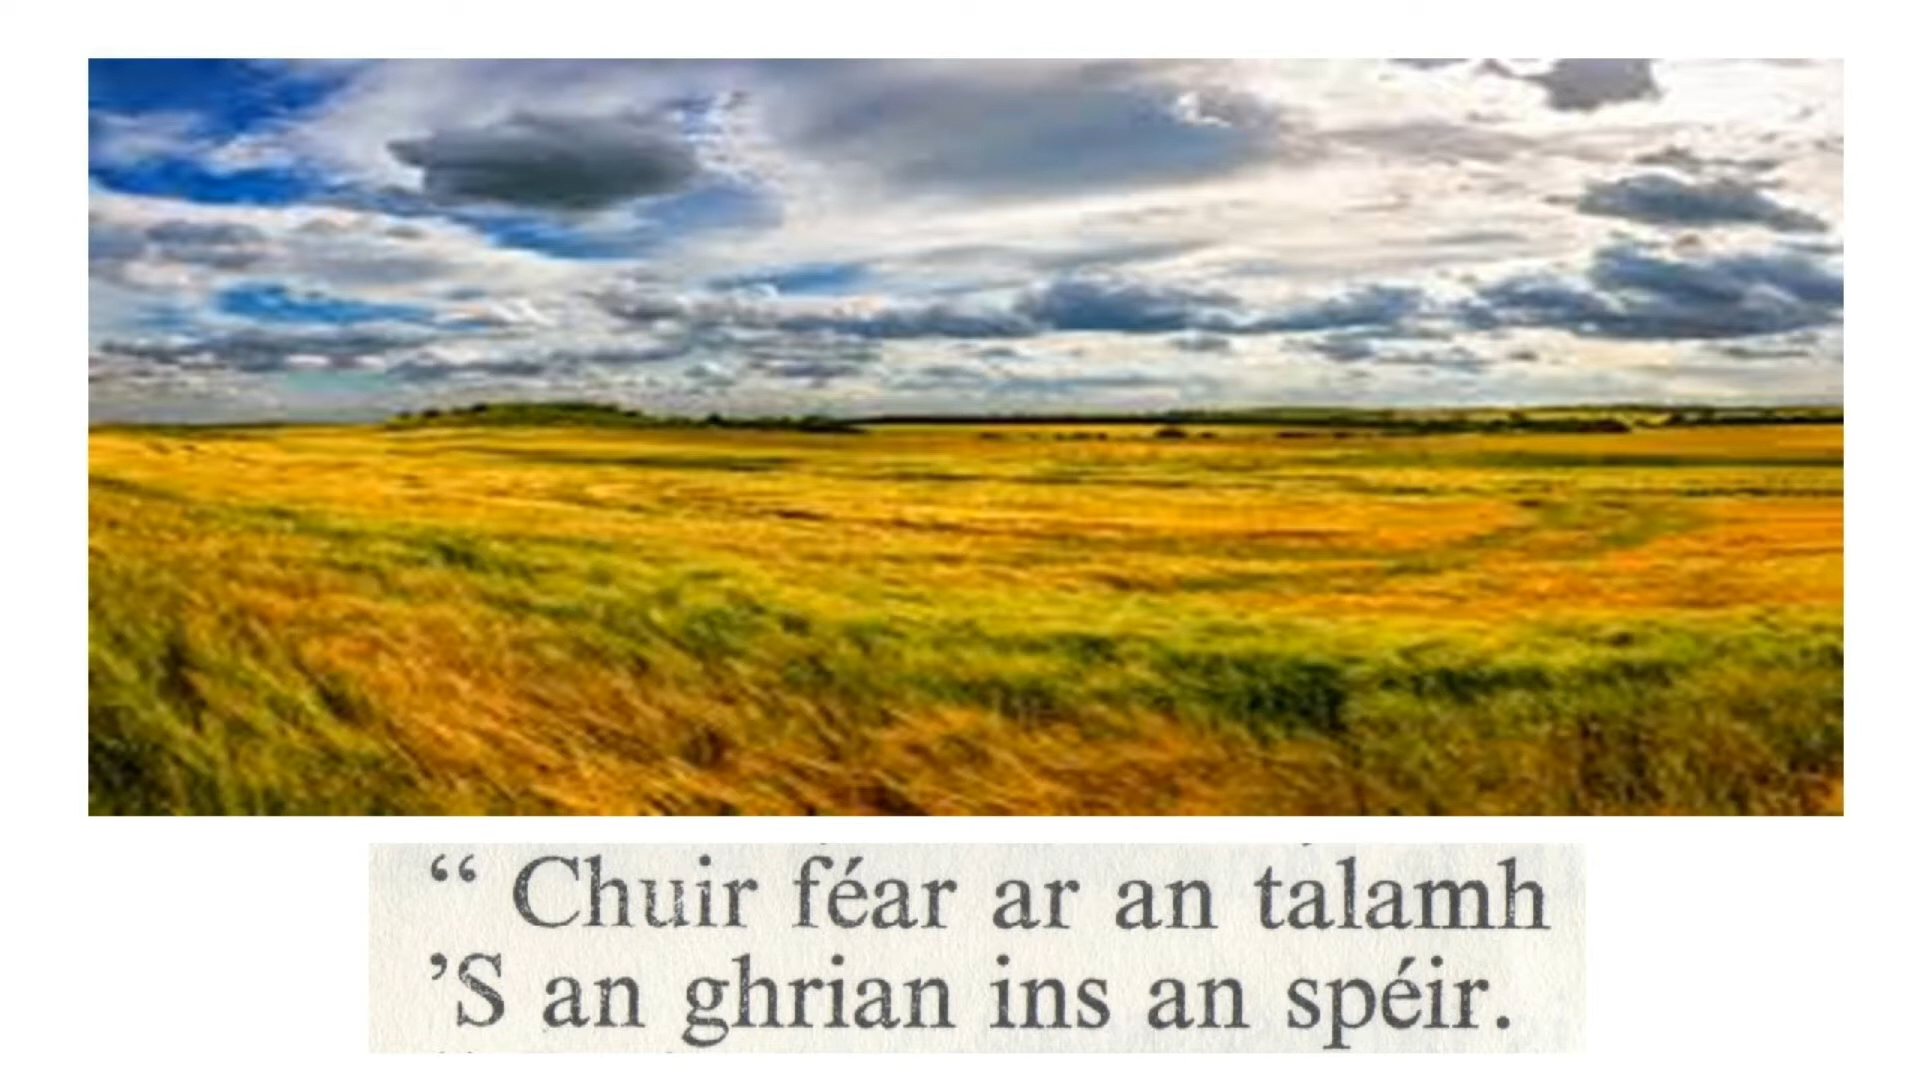 “ Chuir féar ar an talamh
’S an ghrian ins an spéir.